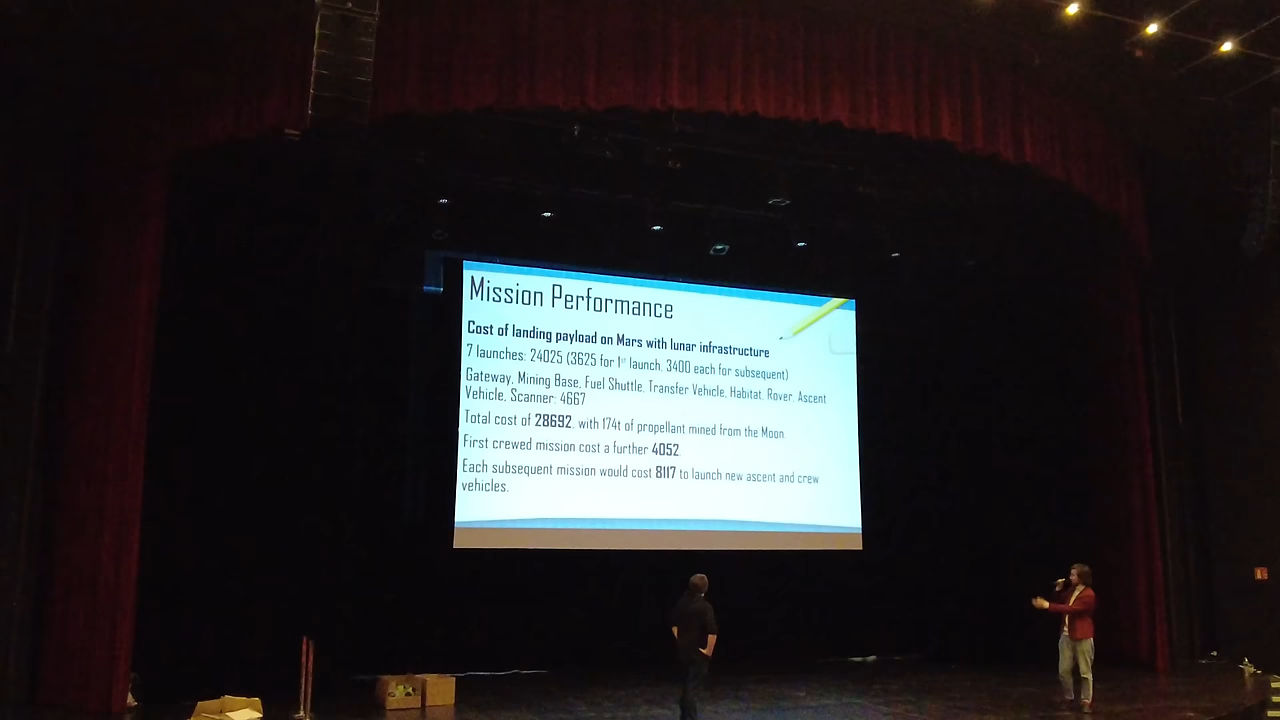 Mission Performance
Cost of landing payload on Mars with lunar infrastructure
7 launches: 24025 (3625 for 1st launch, 3400 each for subsequent)
Gateway, Mining Base, Fuel Shuttle, Transfer Vehicle, Habitat, Rover, Ascent
Vehicle, Scanner: 4667
Total cost of 28692, with 174t of propellant mined from the Moon.
First crewed mission cost a further 4052.
Each subsequent mission would cost 8117 to launch new ascent and crew
vehicles.